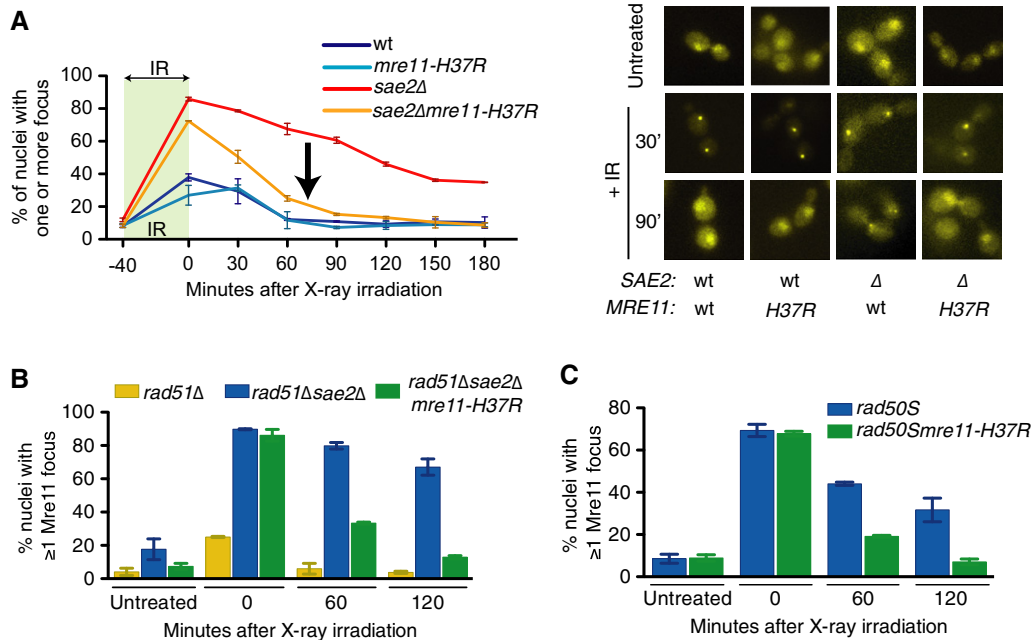 A
wt
mre11-H37R
sae2Δ
sae2Δmre11-H37R
% of nuclei with
one or more focus
100
80
60
40
20
0
IR
IR
-40 0 30 60 90 120 150 180
Minutes after X-ray irradiation
Untreated
+ IR
30'
90'
SAE2: wt wt Δ Δ
MRE11: wt H37R wt H37R
B
rad51Δ rad51Δsae2Δ rad51Δsae2Δ
mre11-H37R
% nuclei with
≥1 Mre11 focus
100
80
60
40
20
0
Untreated 0 60 120
Minutes after X-ray irradiation
C
rad50S
rad50Smre11-H37R
% nuclei with
≥1 Mre11 focus
80
60
40
20
0
Untreated 0 60 120
Minutes after X-ray irradiation